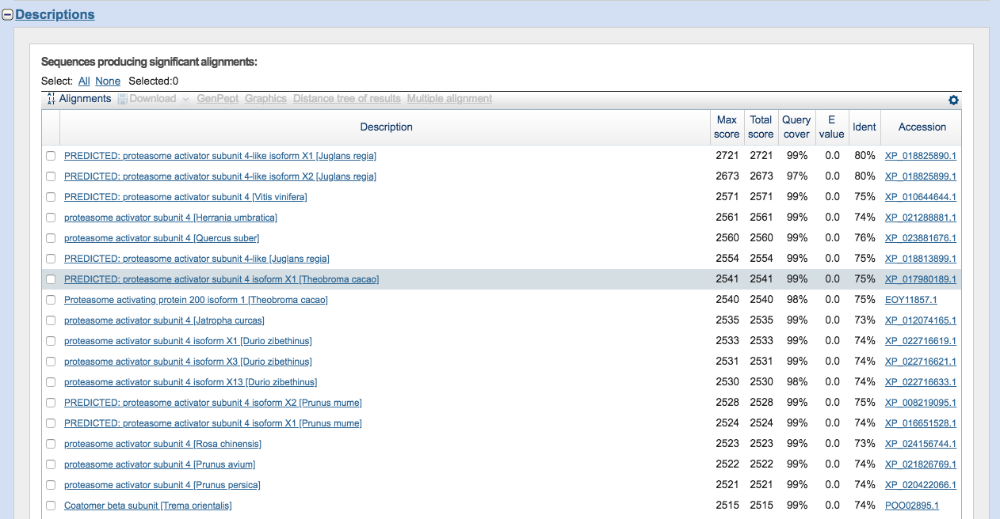 Descriptions
Sequences producing significant alignments:
Select: All None Selected:0
Alignments Download GenPept Graphics Distance tree of results Multiple alignment
Description Max score Total score Query cover E value Ident Accession
PREDICTED: proteasome activator subunit 4-like isoform X1 [Juglans regia] 2721 2721 99% 0.0 80% XP_018825890.1
PREDICTED: proteasome activator subunit 4-like isoform X2 [Juglans regia] 2673 2673 97% 0.0 80% XP_018825899.1
PREDICTED: proteasome activator subunit 4 [Vitis vinifera] 2571 2571 99% 0.0 75% XP_010644644.1
proteasome activator subunit 4 [Herrania umbratica] 2561 2561 99% 0.0 74% XP_021288881.1
proteasome activator subunit 4 [Quercus suber] 2560 2560 99% 0.0 76% XP_023881676.1
PREDICTED: proteasome activator subunit 4-like [Juglans regia] 2554 2554 99% 0.0 75% XP_018813899.1
PREDICTED: proteasome activator subunit 4 isoform X1 [Theobroma cacao] 2541 2541 99% 0.0 75% XP_017980189.1
Proteasome activating protein 200 isoform 1 [Theobroma cacao] 2540 2540 98% 0.0 75% EOY11857.1
proteasome activator subunit 4 [Jatropha curcas] 2535 2535 99% 0.0 73% XP_012074165.1
proteasome activator subunit 4 isoform X1 [Durio zibethinus] 2533 2533 99% 0.0 74% XP_022716619.1
proteasome activator subunit 4 isoform X3 [Durio zibethinus] 2531 2531 99% 0.0 74% XP_022716621.1
proteasome activator subunit 4 isoform X13 [Durio zibethinus] 2530 2530 98% 0.0 74% XP_022716633.1
PREDICTED: proteasome activator subunit 4 isoform X2 [Prunus mume] 2528 2528 99% 0.0 75% XP_008219095.1
PREDICTED: proteasome activator subunit 4 isoform X1 [Prunus mume] 2524 2524 99% 0.0 74% XP_016651528.1
proteasome activator subunit 4 [Rosa chinensis] 2523 2523 99% 0.0 73% XP_024156744.1
proteasome activator subunit 4 [Prunus avium] 2522 2522 99% 0.0 74% XP_021826769.1
proteasome activator subunit 4 [Prunus persica] 2521 2521 99% 0.0 74% XP_020422066.1
Coatomer beta subunit [Trema orientalis] 2515 2515 99% 0.0 74% POO02895.1